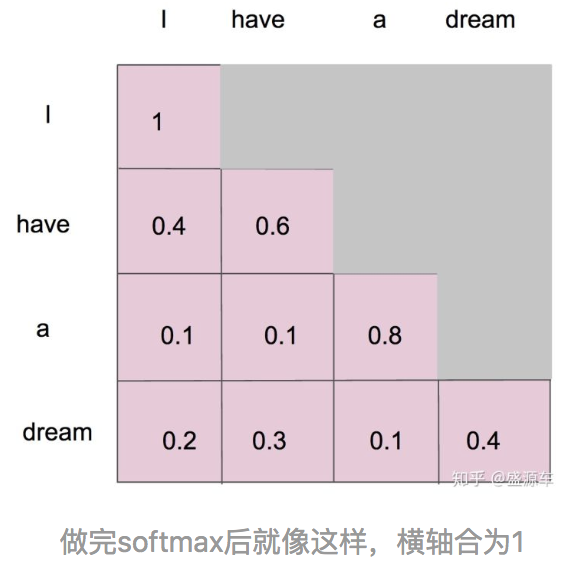 I have a dream
I 1
have 0.4 0.6
a 0.1 0.1 0.8
dream 0.2 0.3 0.1 0.4
知乎 @盛源车
做完softmax后就像这样，横轴合为1